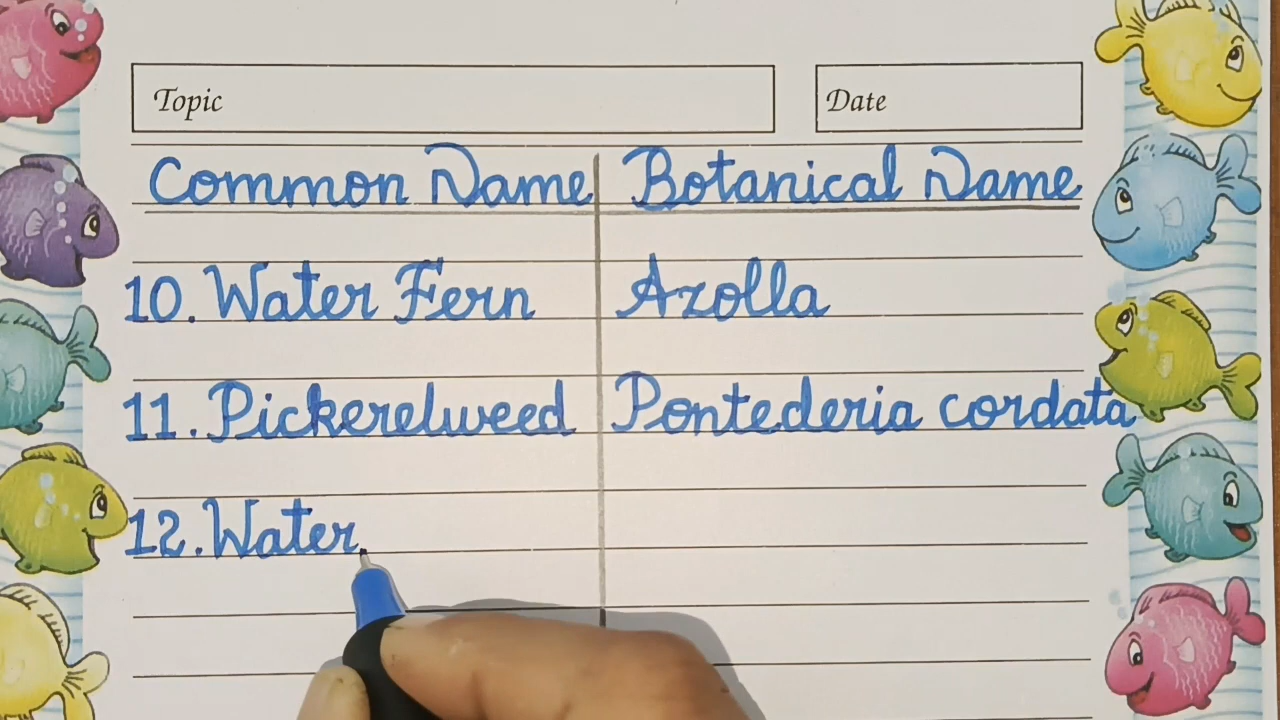 Topic Date
Common Name Botanical Name
10. Water Fern Azolla
11. Pickerelweed Pontederia cordata
12. Water